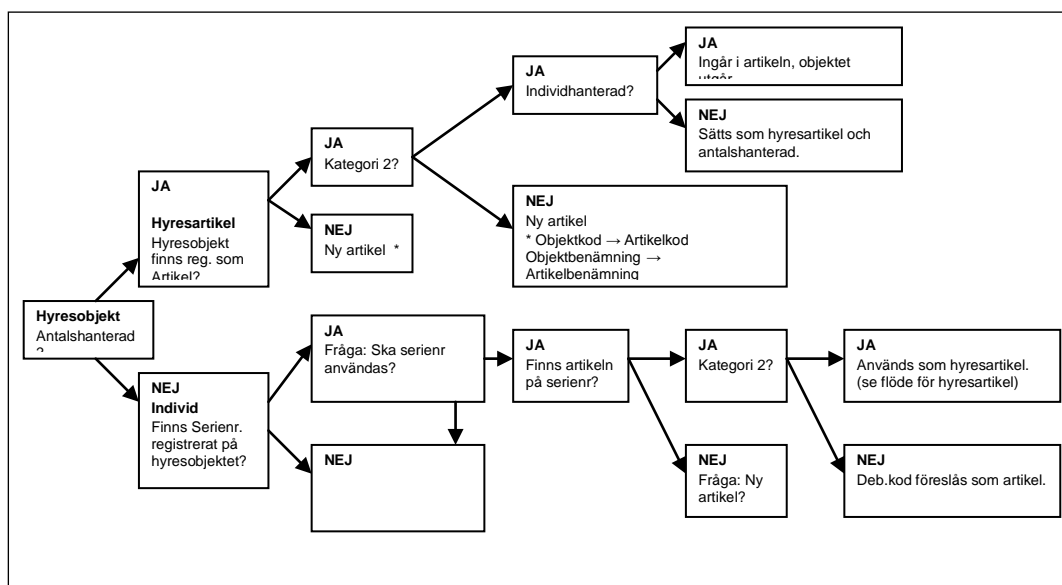 Hyresobjekt
Antalshanterad
JA
Hyresartikel
Hyresobjekt
finns reg. som
Artikel?
JA
Kategori 2?
JA
Individhanterad?
JA
Ingår i artikeln, objektet
utgår
NEJ
Sätts som hyresartikel och
antalshanterad.
NEJ
Ny artikel
* Objektkod → Artikelkod
Objektbenämning →
Artikelbenämning
NEJ
Ny artikel *
NEJ
Individ
Finns Serienr.
registrerat på
hyresobjektet?
JA
Fråga: Ska serienr
användas?
JA
Finns artikeln
på serienr?
JA
Kategori 2?
JA
Används som hyresartikel.
(se flöde för hyresartikel)
NEJ
Deb.kod föreslås som artikel.
NEJ
Fråga: Ny
artikel?
NEJ